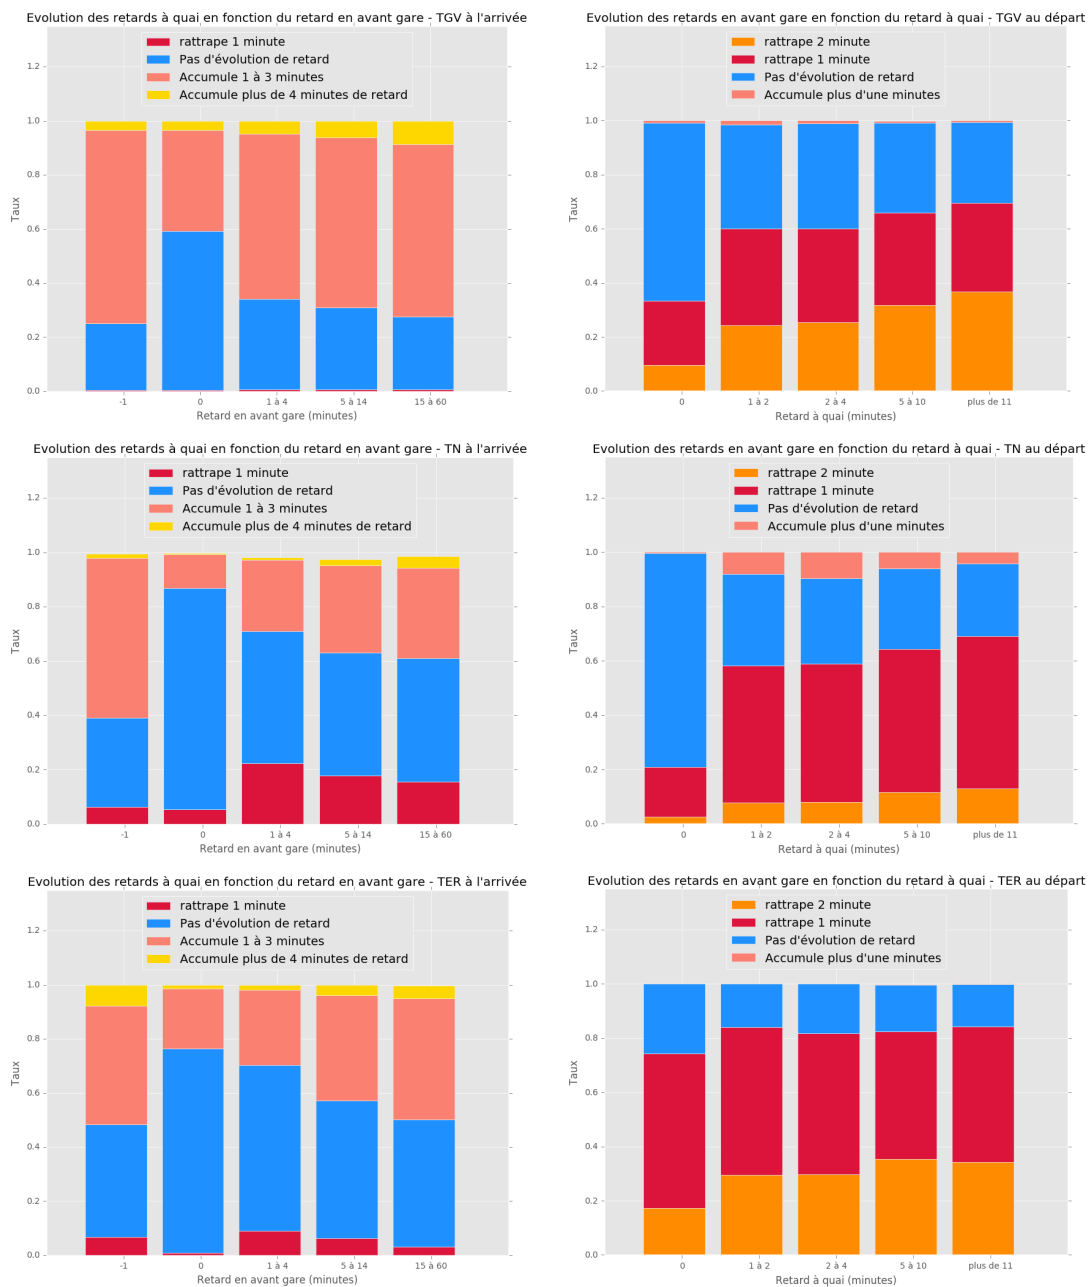 Evolution des retards à quai en fonction du retard en avant gare - TGV à l'arrivée
rattrape 1 minute
Pas d'évolution de retard
Accumule 1 à 3 minutes
Accumule plus de 4 minutes de retard
1.2
1.0
0.8
0.6
0.4
0.2
0.0
Taux
-1
0
1 à 4
5 à 14
15 à 60
Retard en avant gare (minutes)
Evolution des retards en avant gare en fonction du retard à quai - TGV au départ
rattrape 2 minute
rattrape 1 minute
Pas d'évolution de retard
Accumule plus d'une minutes
1.2
1.0
0.8
0.6
0.4
0.2
0.0
Taux
0
1 à 2
2 à 4
5 à 10
plus de 11
Retard à quai (minutes)
Evolution des retards à quai en fonction du retard en avant gare - TN à l'arrivée
rattrape 1 minute
Pas d'évolution de retard
Accumule 1 à 3 minutes
Accumule plus de 4 minutes de retard
1.2
1.0
0.8
0.6
0.4
0.2
0.0
Taux
-1
0
1 à 4
5 à 14
15 à 60
Retard en avant gare (minutes)
Evolution des retards en avant gare en fonction du retard à quai - TN au départ
rattrape 2 minute
rattrape 1 minute
Pas d'évolution de retard
Accumule plus d'une minutes
1.2
1.0
0.8
0.6
0.4
0.2
0.0
Taux
0
1 à 2
2 à 4
5 à 10
plus de 11
Retard à quai (minutes)
Evolution des retards à quai en fonction du retard en avant gare - TER à l'arrivée
rattrape 1 minute
Pas d'évolution de retard
Accumule 1 à 3 minutes
Accumule plus de 4 minutes de retard
1.2
1.0
0.8
0.6
0.4
0.2
0.0
Taux
-1
0
1 à 4
5 à 14
15 à 60
Retard en avant gare (minutes)
Evolution des retards en avant gare en fonction du retard à quai - TER au départ
rattrape 2 minute
rattrape 1 minute
Pas d'évolution de retard
Accumule plus d'une minutes
1.2
1.0
0.8
0.6
0.4
0.2
0.0
Taux
0
1 à 2
2 à 4
5 à 10
plus de 11
Retard à quai (minutes)